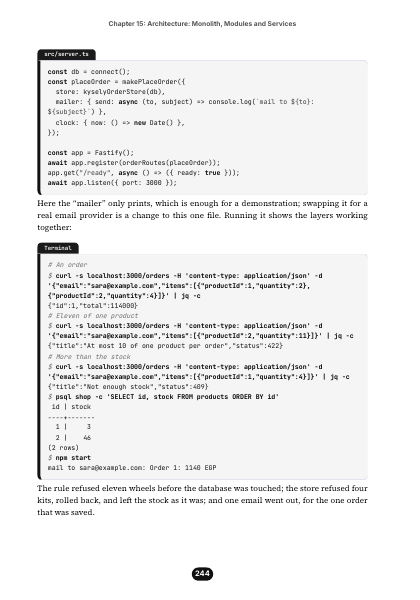 Chapter 15: Architecture: Monolith, Modules and Services
src/server.ts
const db = connect();
const placeOrder = makePlaceOrder({
  store: kyselyOrderStore(db),
  mailer: { send: async (to, subject) => console.log(`mail to ${to}:
${subject}`) },
  clock: { now: () => new Date() },
});

const app = Fastify();
await app.register(orderRoutes(placeOrder));
app.get("/ready", async () => ({ ready: true }));
await app.listen({ port: 3000 });
Here the “mailer” only prints, which is enough for a demonstration; swapping it for
a real email provider is a change to this one file. Running it shows the layers working
together:
Terminal
# An order
$ curl -s localhost:3000/orders -H 'content-type: application/json' -d
'{"email":"sara@example.com","items":[{"productId":1,"quantity":2},
{"productId":2,"quantity":4}]}' | jq -c
{"id":1,"total":114000}
# Eleven of one product
$ curl -s localhost:3000/orders -H 'content-type: application/json' -d
'{"email":"sara@example.com","items":[{"productId":2,"quantity":11}]}' | jq -c
{"title":"At most 10 of one product per order","status":422}
# More than the stock
$ curl -s localhost:3000/orders -H 'content-type: application/json' -d
'{"email":"sara@example.com","items":[{"productId":1,"quantity":4}]}' | jq -c
{"title":"Not enough stock","status":409}
$ psql shop -c 'SELECT id, stock FROM products ORDER BY id'
 id | stock
----+-------
  1 |     3
  2 |    46
(2 rows)
$ npm start
mail to sara@example.com: Order 1: 1140 EGP
The rule refused eleven wheels before the database was touched; the store refused four
kits, rolled back, and left the stock as it was; and one email went out, for the one order
that was saved.
244